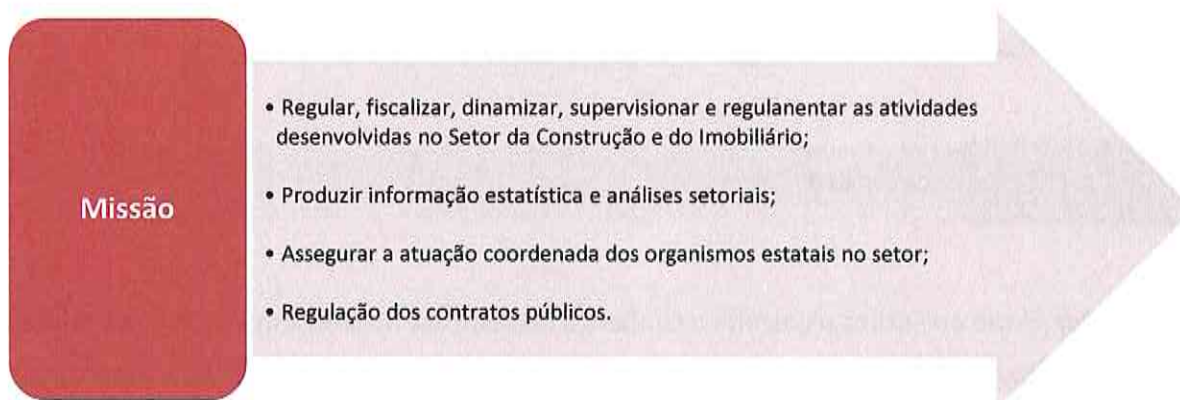 Missão
• Regular, fiscalizar, dinamizar, supervisionar e regulanentar as atividades
desenvolvidas no Setor da Construção e do Imobiliário;
• Produzir informação estatística e análises setoriais;
• Assegurar a atuação coordenada dos organismos estatais no setor;
• Regulação dos contratos públicos.